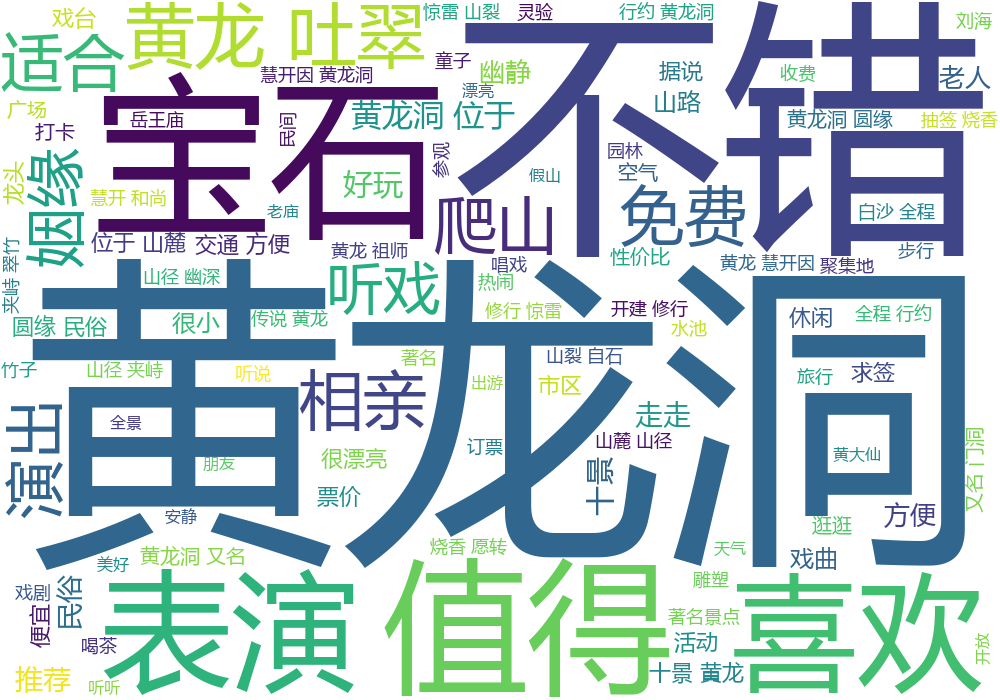 戏台
黄龙 吐翠
惊雷 山裂
灵验
行约 黄龙洞
刘海
适合
不错
慧开因 黄龙洞
童子
幽静
据说
收费
老人
广场
宝石
漂亮
山路
打卡
岳王庙
民间
黄龙洞 位于
黄龙洞 圆缘
抽签 烧香
姻缘
参观
园林
龙头
好玩
假山
空气
慧开 和尚
老庙
爬山
免费
白沙 全程
位于 山麓
交通 方便
黄龙 祖师
唱戏
性价比
黄龙 慧开因
聚集地
步行
夹峙 翠竹
山径 幽深
听戏
热闹
黄龙洞
圆缘 民俗
很小
传说 黄龙
修行 惊雷
开建 修行
水池
休闲
全程 行约
竹子
山径 夹峙
听说
著名
山裂 自石
出游
市区
旅行
求签
相亲
演出
全景
走走
朋友
很漂亮
订票
山麓 山径
十景
黄大仙
又名 门洞
票价
安静
方便
逛逛
黄龙洞 又名
美好
烧香 愿转
天气
戏曲
戏剧
民俗
便宜
表演
值得
雕塑
喜欢
著名景点
喝茶
活动
开放
推荐
听听
十景 黄龙